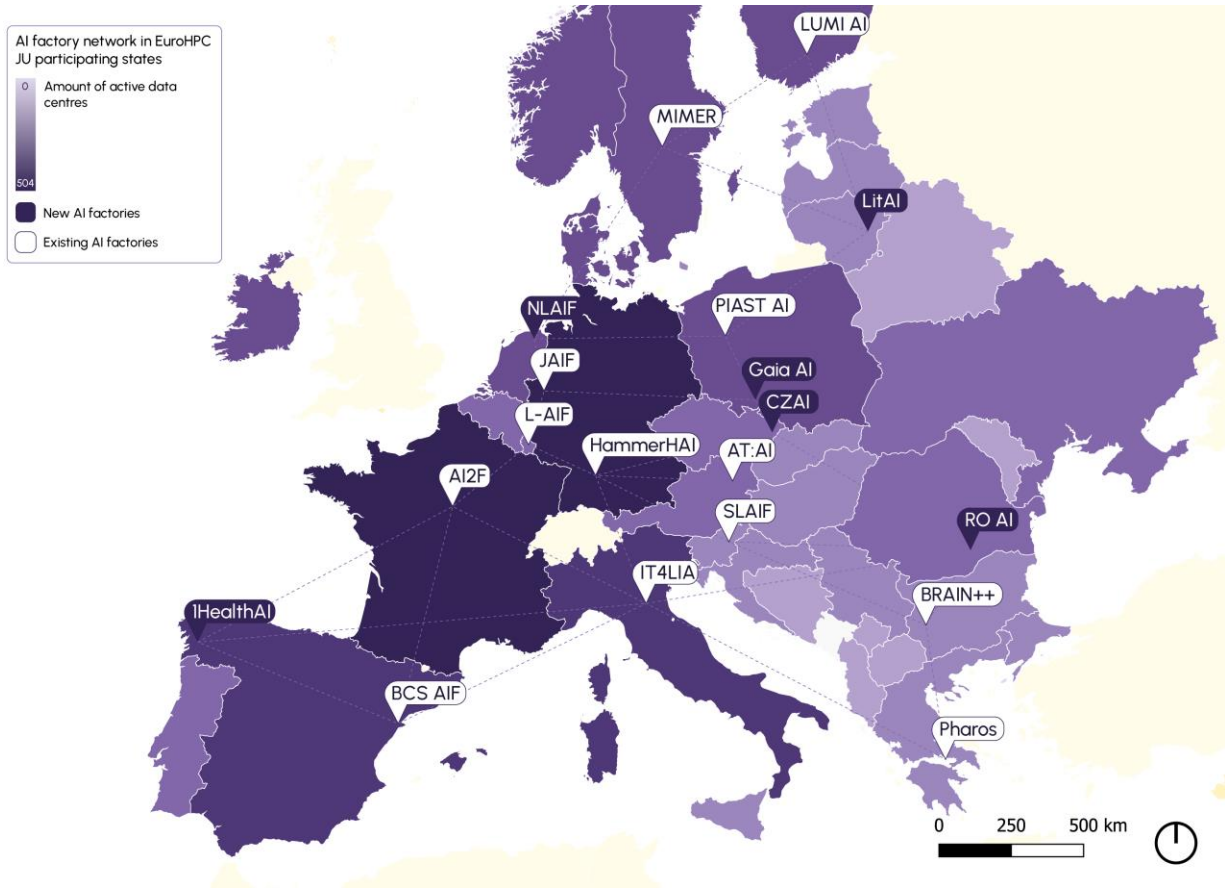 AI factory network in EuroHPC
JU participating states
0
Amount of active data
centres
504
New AI factories
Existing AI factories
LUMI AI
MIMER
LitAI
NLAIF
PIAST AI
JAIF
Gaia AI
CZAI
L-AIF
HammerHAI
AT:AI
AI2F
SLAIF
RO AI
IT4LIA
BRAIN++
1HealthAI
BCS AIF
Pharos
0 250 500 km